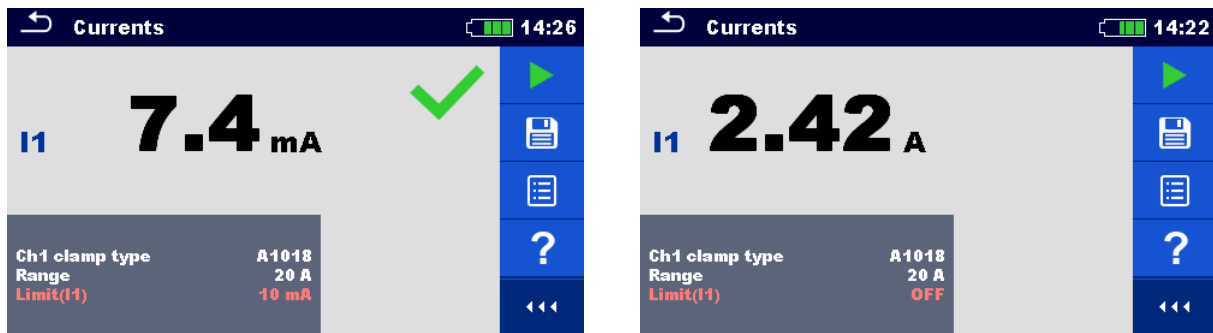 Currents 14:26
I1 7.4 mA
Ch1 clamp type A1018
Range 20 A
Limit(I1) 10 mA
?
Currents 14:22
I1 2.42 A
Ch1 clamp type A1018
Range 20 A
Limit(I1) OFF
?